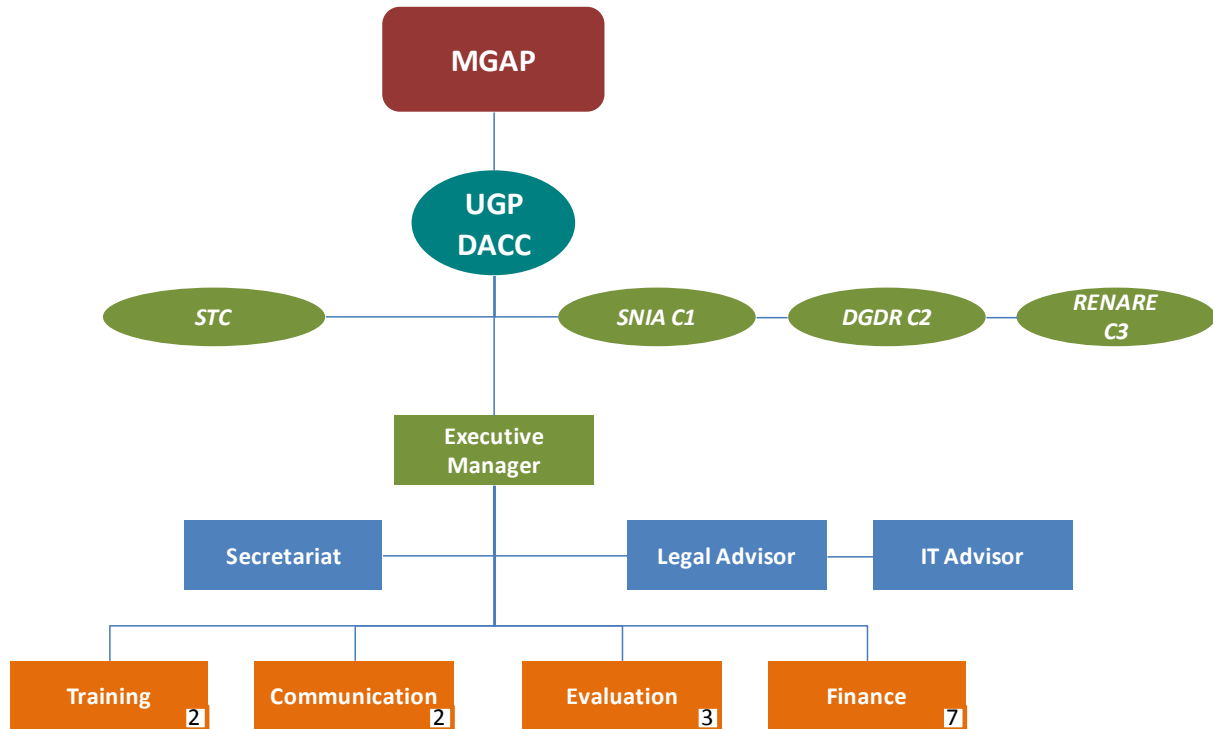 MGAP
UGP
DACC
STC
SNIA C1
DGDR C2
RENARE
C3
Executive
Manager
Secretariat
Legal Advisor
IT Advisor
Training
2
Communication
2
Evaluation
3
Finance
7